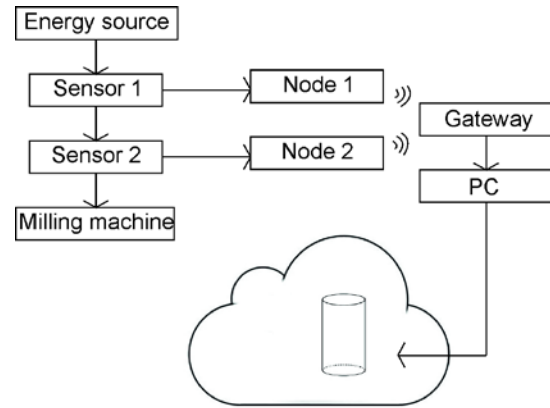 Energy source
Sensor 1
Node 1
Gateway
Sensor 2
Node 2
PC
Milling machine